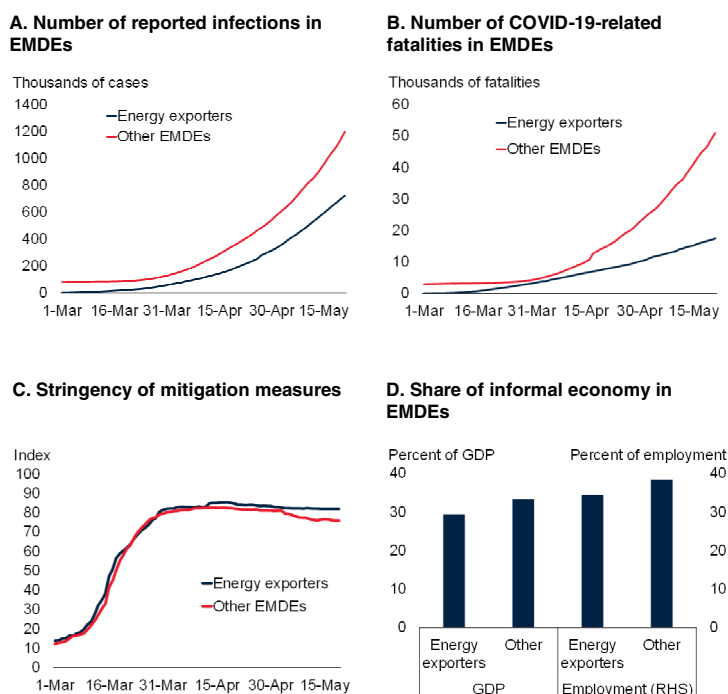 A. Number of reported infections in
EMDEs
Thousands of cases
1400
1200
1000
800
600
400
200
0
Energy exporters
Other EMDEs
1-Mar 16-Mar 31-Mar 15-Apr 30-Apr 15-May
B. Number of COVID-19-related
fatalities in EMDEs
Thousands of fatalities
60
50
40
30
20
10
0
Energy exporters
Other EMDEs
1-Mar 16-Mar 31-Mar 15-Apr 30-Apr 15-May
C. Stringency of mitigation measures
Index
100
90
80
70
60
50
40
30
20
10
0
Energy exporters
Other EMDEs
1-Mar 16-Mar 31-Mar 15-Apr 30-Apr 15-May
D. Share of informal economy in
EMDEs
Percent of GDP Percent of employment
40 40
30 30
20 20
10 10
0 0
Energy Other Energy Other
exporters exporters
GDP Employment (RHS)